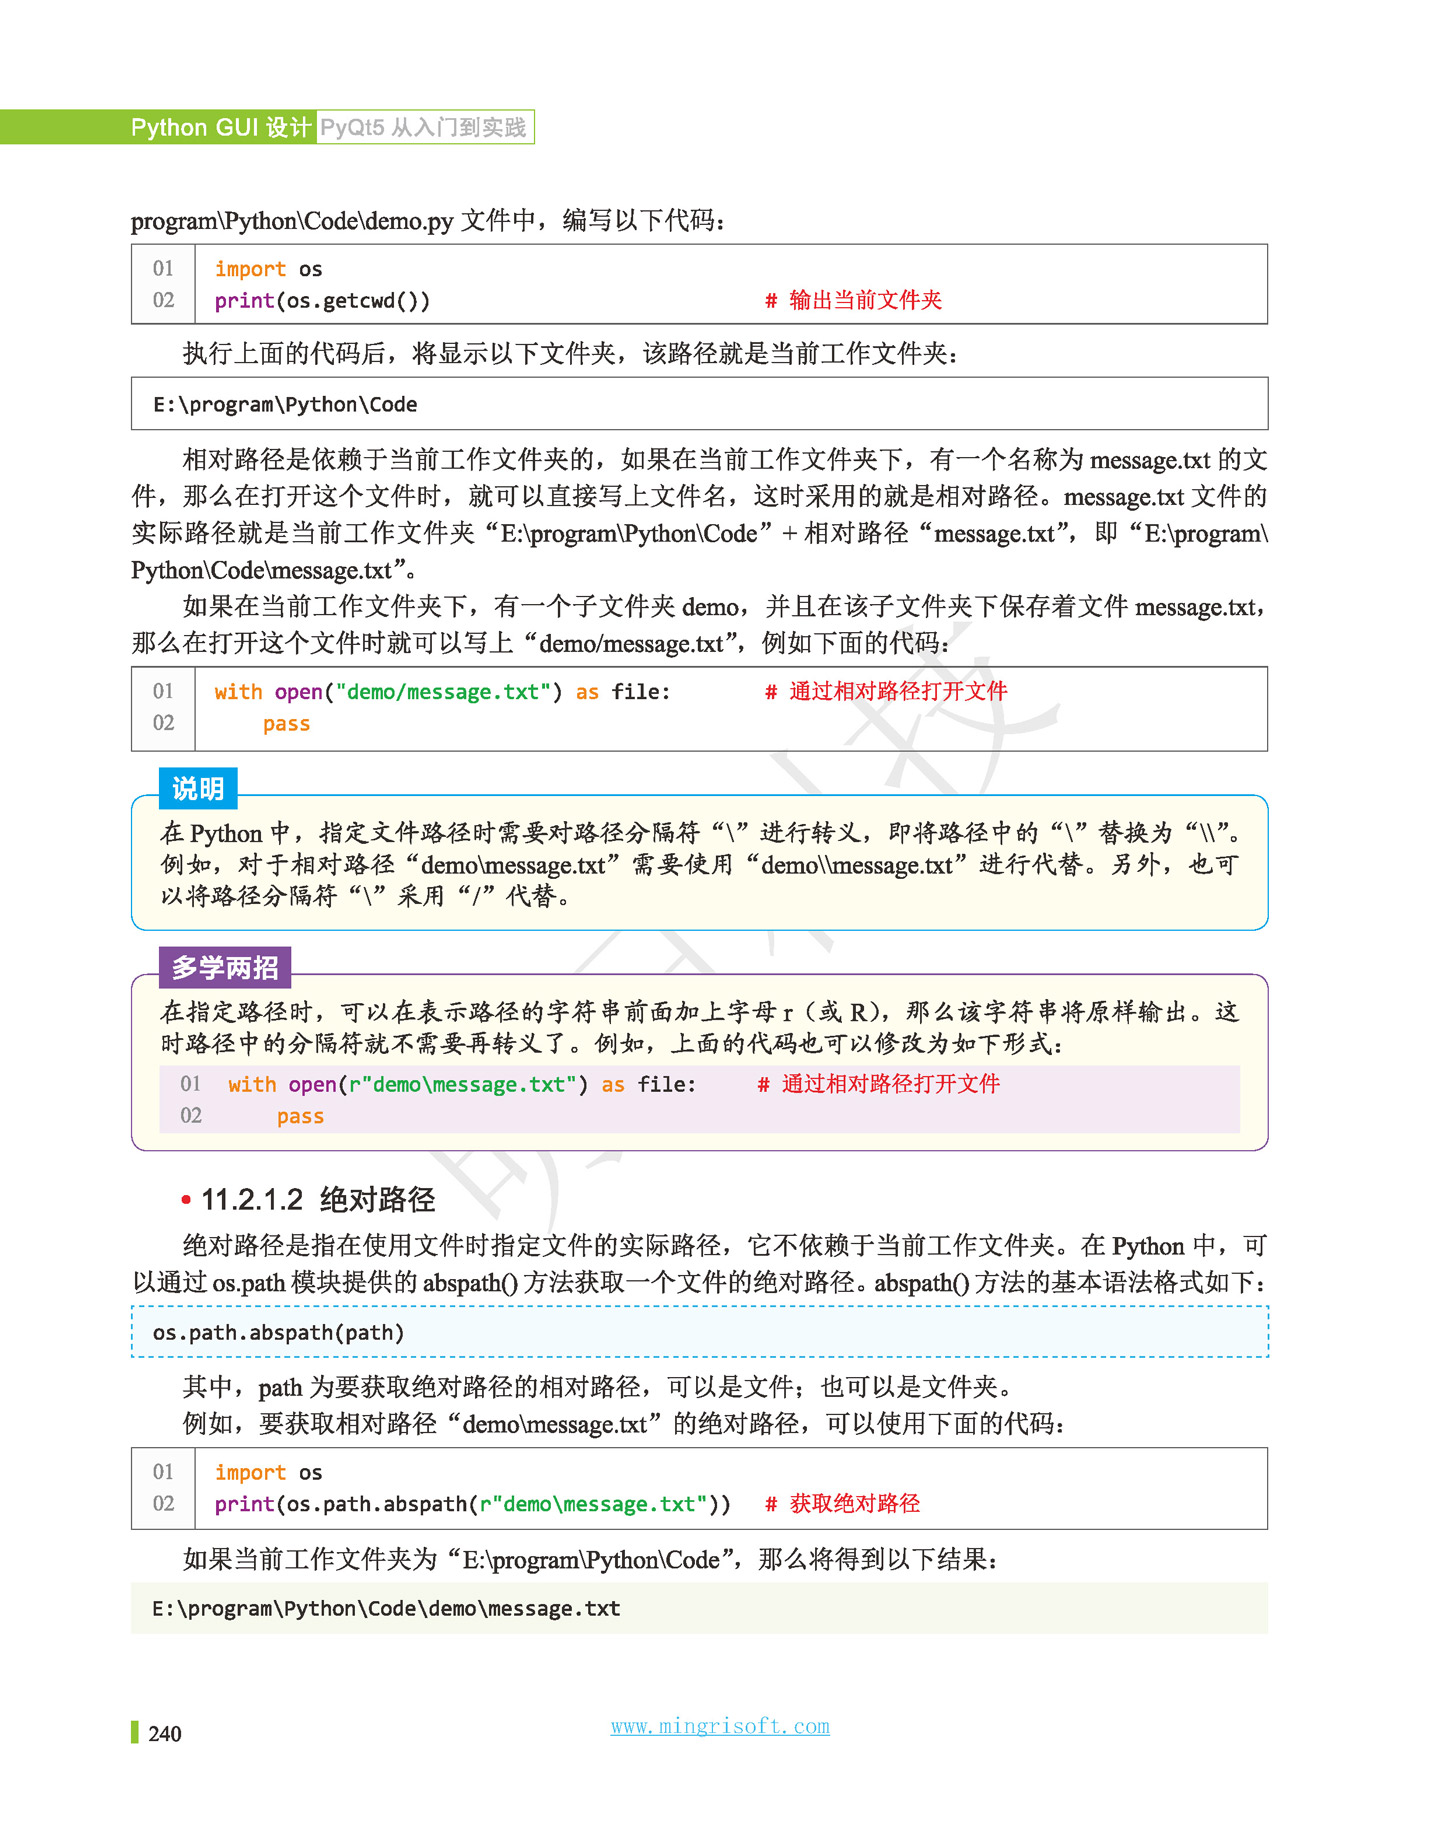 Python GUI 设计 PyQt5 从入门到实践
program\Python\Code\demo.py 文件中，编写以下代码：
01 import os
02 print(os.getcwd()) # 输出当前文件夹
执行上面的代码后，将显示以下文件夹，该路径就是当前工作文件夹：
E:\program\Python\Code
相对路径是依赖于当前工作文件夹的，如果在当前工作文件夹下，有一个名称为 message.txt 的文
件，那么在打开这个文件时，就可以直接写上文件名，这时采用的就是相对路径。message.txt 文件的
实际路径就是当前工作文件夹“E:\program\Python\Code”+ 相对路径“message.txt”，即“E:\program\
Python\Code\message.txt”。
如果在当前工作文件夹下，有一个子文件夹 demo，并且在该子文件夹下保存着文件 message.txt，
那么在打开这个文件时就可以写上“demo/message.txt”，例如下面的代码：
01 with open("demo/message.txt") as file: # 通过相对路径打开文件
02     pass
说明
在 Python 中，指定文件路径时需要对路径分隔符“\”进行转义，即将路径中的“\”替换为“\\”。
例如，对于相对路径“demo\message.txt”需要使用“demo\\message.txt”进行代替。另外，也可
以将路径分隔符“\”采用“/”代替。
多学两招
在指定路径时，可以在表示路径的字符串前面加上字母 r（或 R），那么该字符串将原样输出。这
时路径中的分隔符就不需要再转义了。例如，上面的代码也可以修改为如下形式：
01 with open(r"demo\message.txt") as file: # 通过相对路径打开文件
02     pass
• 11.2.1.2 绝对路径
绝对路径是指在使用文件时指定文件的实际路径，它不依赖于当前工作文件夹。在 Python 中，可
以通过 os.path 模块提供的 abspath() 方法获取一个文件的绝对路径。abspath() 方法的基本语法格式如下：
os.path.abspath(path)
其中，path 为要获取绝对路径的相对路径，可以是文件；也可以是文件夹。
例如，要获取相对路径“demo\message.txt”的绝对路径，可以使用下面的代码：
01 import os
02 print(os.path.abspath(r"demo\message.txt")) # 获取绝对路径
如果当前工作文件夹为“E:\program\Python\Code”，那么将得到以下结果：
E:\program\Python\Code\demo\message.txt
240
www.mingrisoft.com